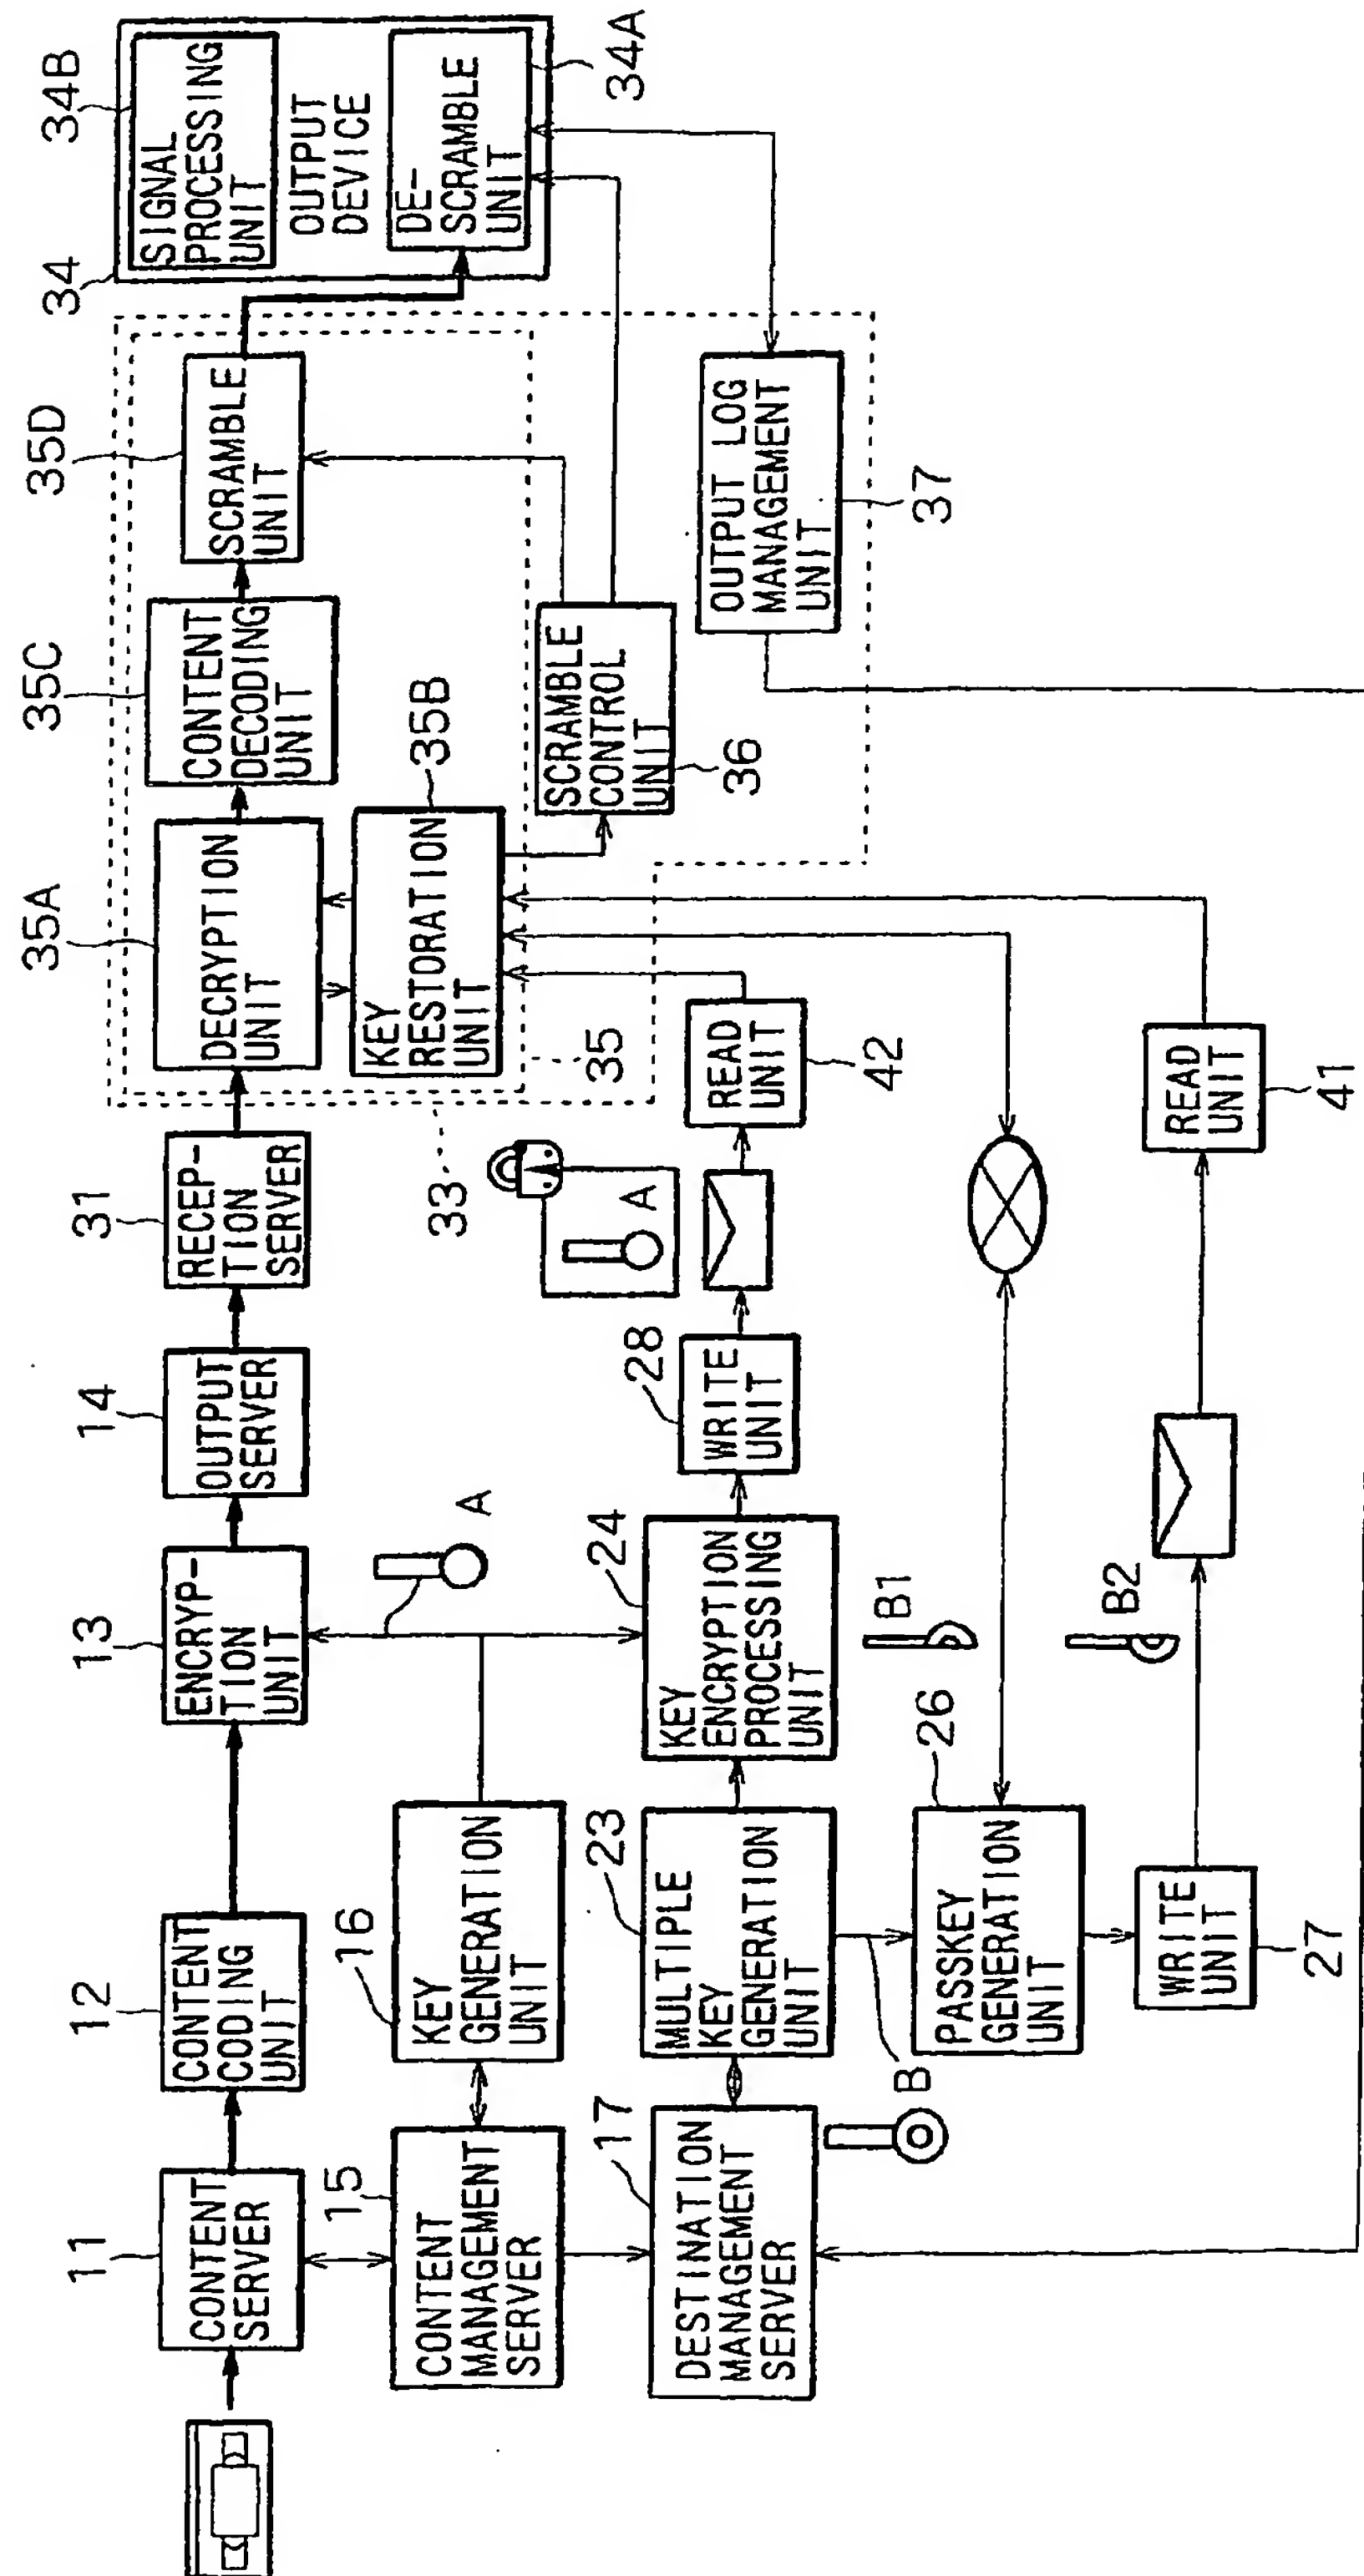 11
CONTENT
SERVER
12
CONTENT
CODING
UNIT
13
ENCRYP-
TION
UNIT
14
OUTPUT
SERVER
31
RECEP-
TION
SERVER
35A
DECRYPTION
UNIT
35C
CONTENT
DECODING
UNIT
35D
SCRAMBLE
UNIT
34
34B
SIGNAL
PROCESSING
UNIT
OUTPUT
DEVICE
DE-
SCRAMBLE
UNIT
34A
15
CONTENT
MANAGEMENT
SERVER
16
KEY
GENERATION
UNIT
A
33
A
KEY
RESTORATION
UNIT
35B
35
SCRAMBLE
CONTROL
UNIT
36
OUTPUT LOG
MANAGEMENT
UNIT
37
17
DESTINATION
MANAGEMENT
SERVER
23
MULTIPLE
KEY
GENERATION
UNIT
24
KEY
ENCRYPTION
PROCESSING
UNIT
28
WRITE
UNIT
READ
UNIT
42
B
26
PASSKEY
GENERATION
UNIT
B1
B2
WRITE
UNIT
27
READ
UNIT
41